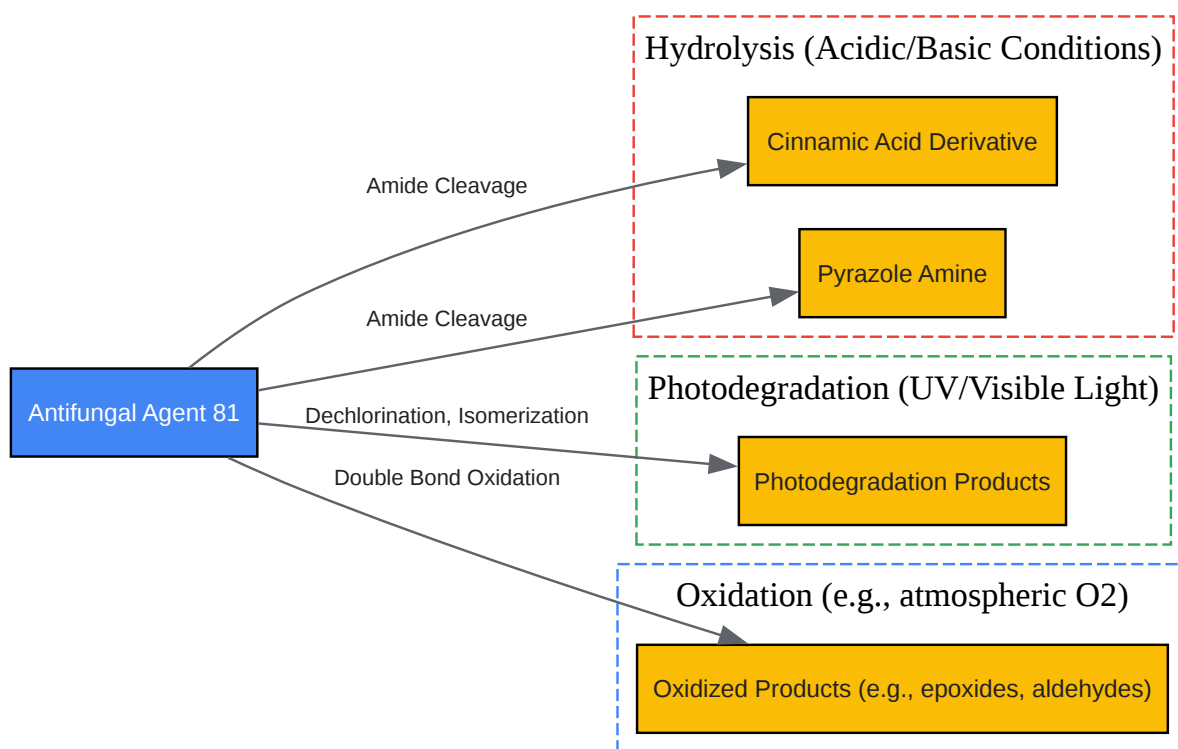 Hydrolysis (Acidic/Basic Conditions)
Cinnamic Acid Derivative
Amide Cleavage
Pyrazole Amine
Amide Cleavage
Antifungal Agent 81
Photodegradation (UV/Visible Light)
Dechlorination, Isomerization
Photodegradation Products
Double Bond Oxidation
Oxidation (e.g., atmospheric O2)
Oxidized Products (e.g., epoxides, aldehydes)